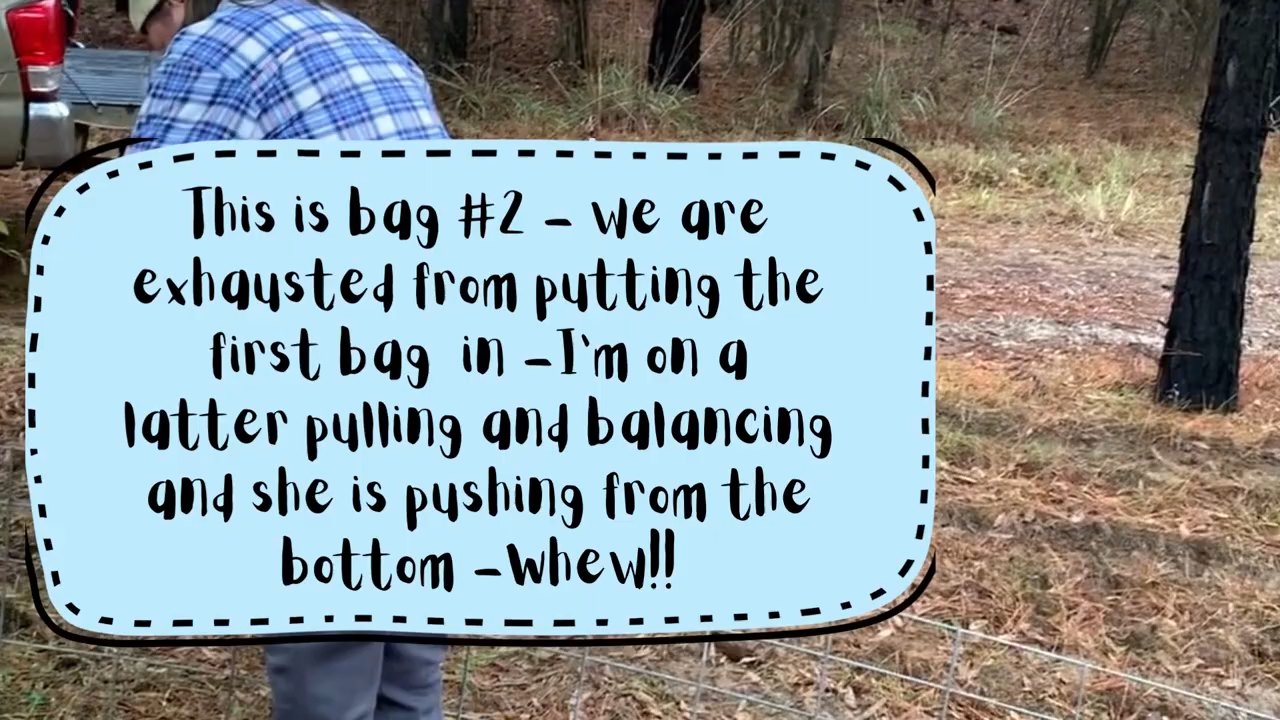 This is bag #2 - we are
exhausted from putting the
first bag in -I'm on a
latter pulling and balancing
and she is pushing from the
bottom -whew!!